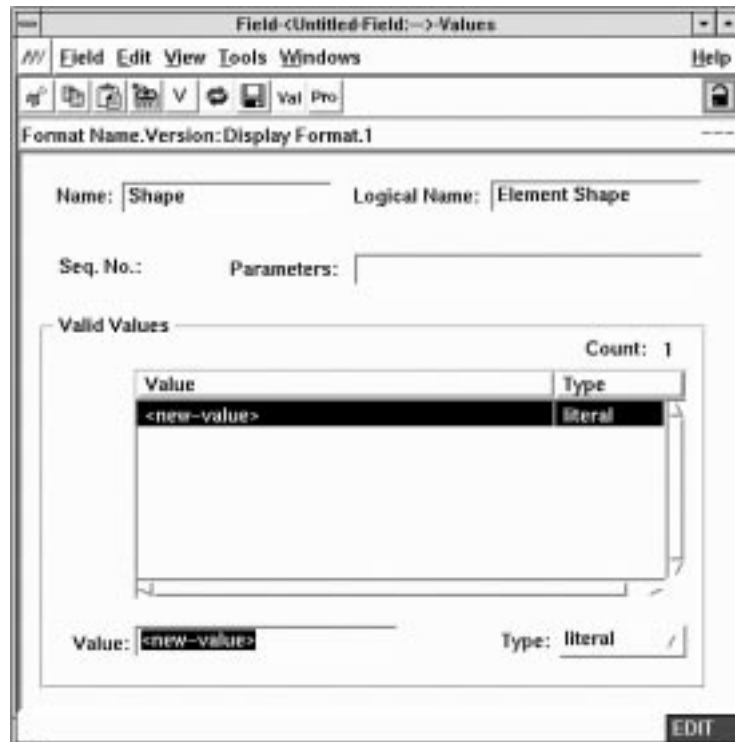 Field-<Untitled-Field:-->-Values
Field Edit View Tools Windows Help
V Val Pro
Format Name.Version: Display Format.1 ---
Name: Shape Logical Name: Element Shape
Seq. No.: Parameters:
Valid Values
Count: 1
Value Type
<new-value> literal
Value: <new-value> Type: literal
EDIT